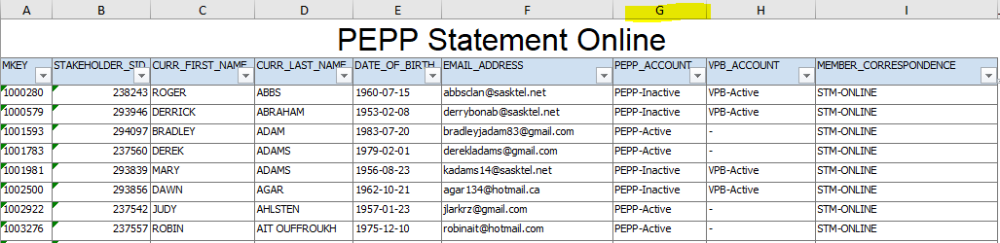 A B C D E F G H I
PEPP Statement Online
MKEY STAKEHOLDER_SID CURR_FIRST_NAME CURR_LAST_NAME DATE_OF_BIRTH EMAIL_ADDRESS PEPP_ACCOUNT VPB_ACCOUNT MEMBER_CORRESPONDENCE
1000280 238243 ROGER ABBS 1960-07-15 abbsclan@sasktel.net PEPP-Inactive VPB-Active STM-ONLINE
1000579 293946 DERRICK ABRAHAM 1953-02-08 derrybonab@sasktel.net PEPP-Inactive VPB-Active STM-ONLINE
1001593 294097 BRADLEY ADAM 1983-07-20 bradleyjadam83@gmail.com PEPP-Active - STM-ONLINE
1001783 237560 DEREK ADAMS 1979-02-01 derekladams@gmail.com PEPP-Active - STM-ONLINE
1001981 293839 MARY ADAMS 1956-08-23 kadams14@sasktel.net PEPP-Inactive VPB-Active STM-ONLINE
1002500 293856 DAWN AGAR 1962-10-21 agar134@hotmail.ca PEPP-Inactive VPB-Active STM-ONLINE
1002922 237542 JUDY AHLSTEN 1957-01-23 jlarkrz@gmail.com PEPP-Active - STM-ONLINE
1003276 237557 ROBIN AIT OUFFROUKH 1975-12-10 robinait@hotmail.com PEPP-Active - STM-ONLINE